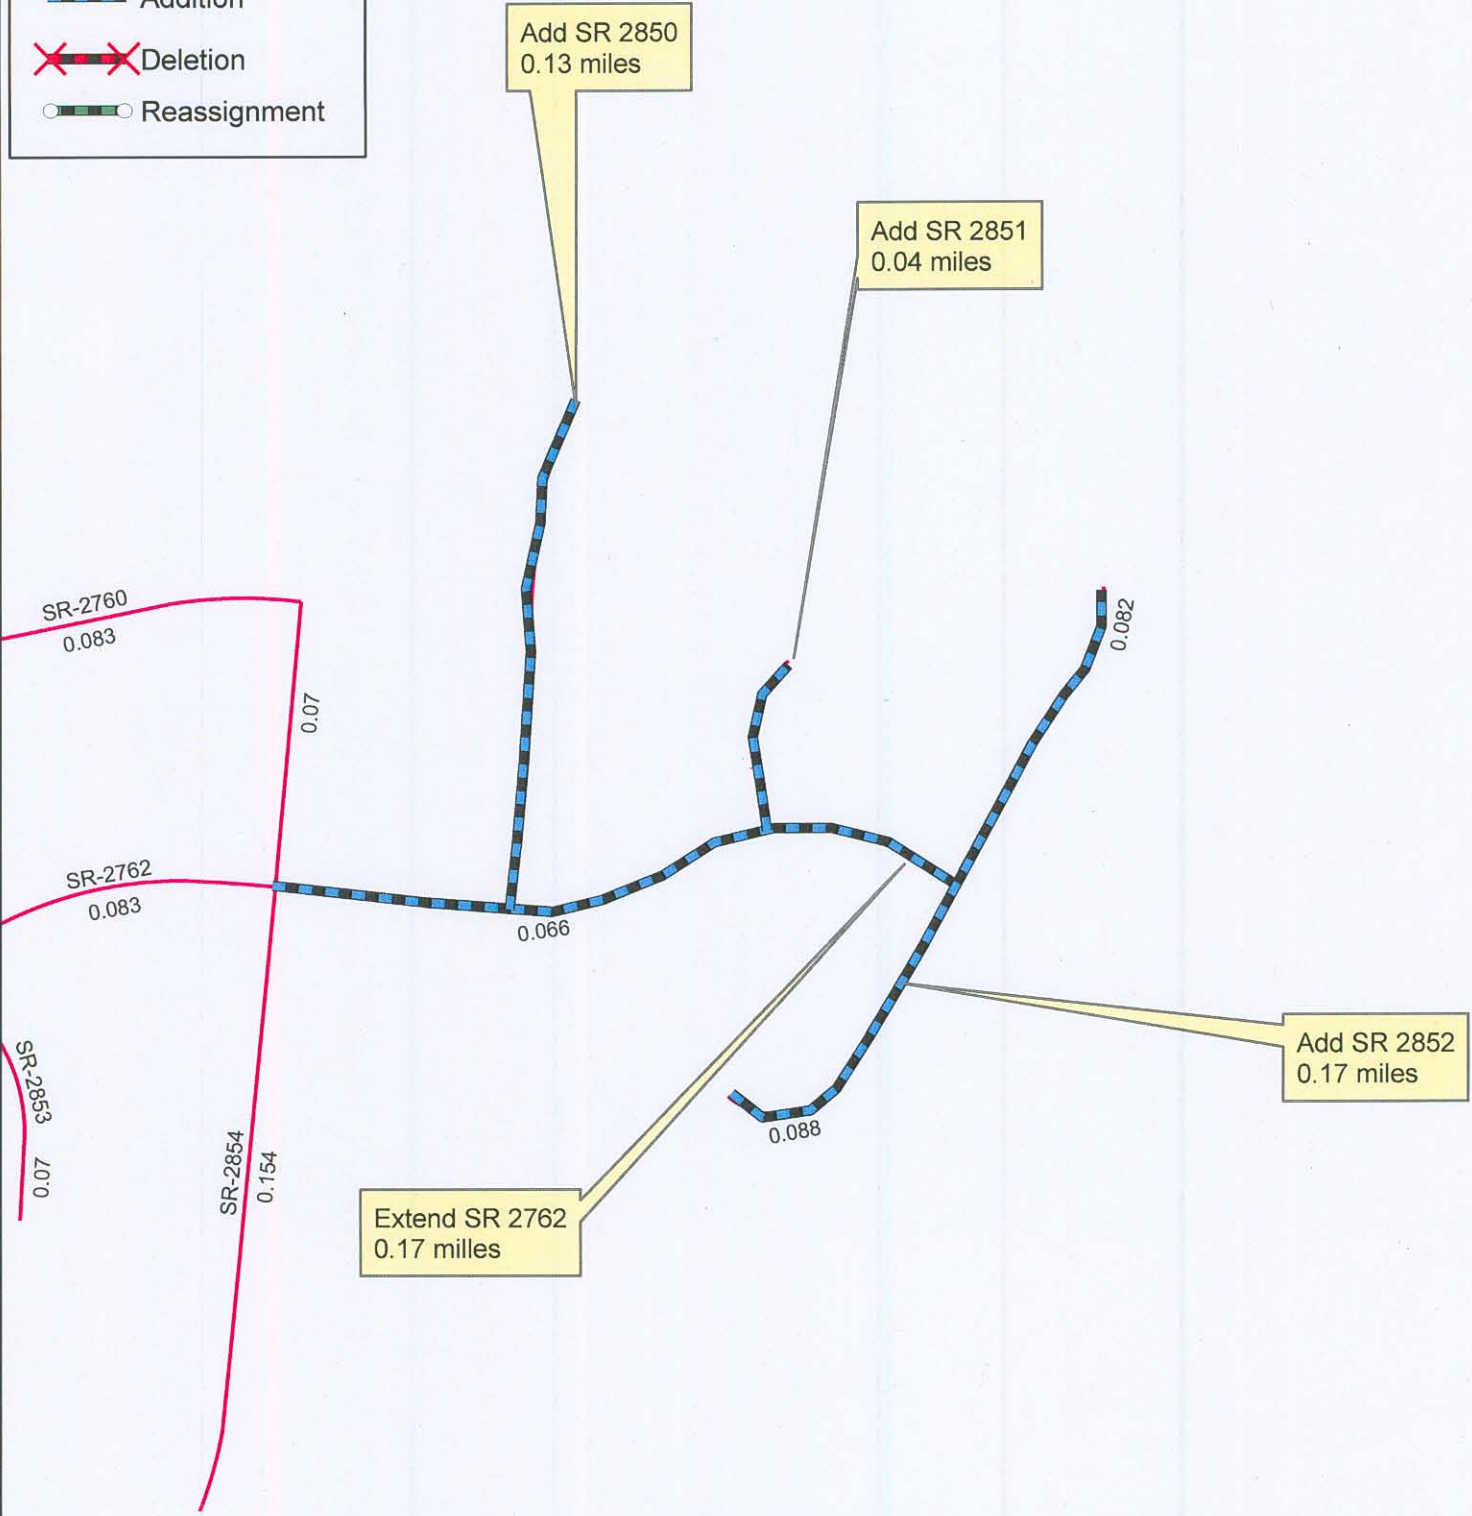 Addition
Deletion
Reassignment
Add SR 2850
0.13 miles
Add SR 2851
0.04 miles
SR-2760
0.083
0.07
0.082
SR-2762
0.083
0.066
SR-2853
0.07
SR-2854
0.154
0.088
Add SR 2852
0.17 miles
Extend SR 2762
0.17 milles